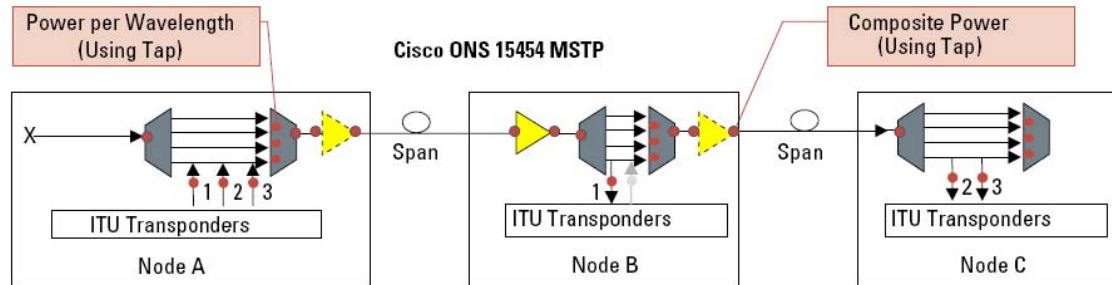 Power per Wavelength
(Using Tap)
Cisco ONS 15454 MSTP
Composite Power
(Using Tap)
X
1
2
3
ITU Transponders
Node A
Span
1
ITU Transponders
Node B
Span
2
3
ITU Transponders
Node C